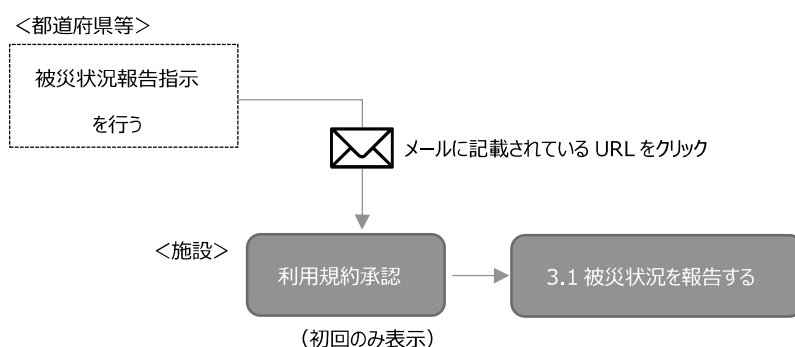 ＜都道府県等＞
被災状況報告指示
を行う
メールに記載されている URL をクリック
＜施設＞
利用規約承認
3.1 被災状況を報告する
（初回のみ表示）